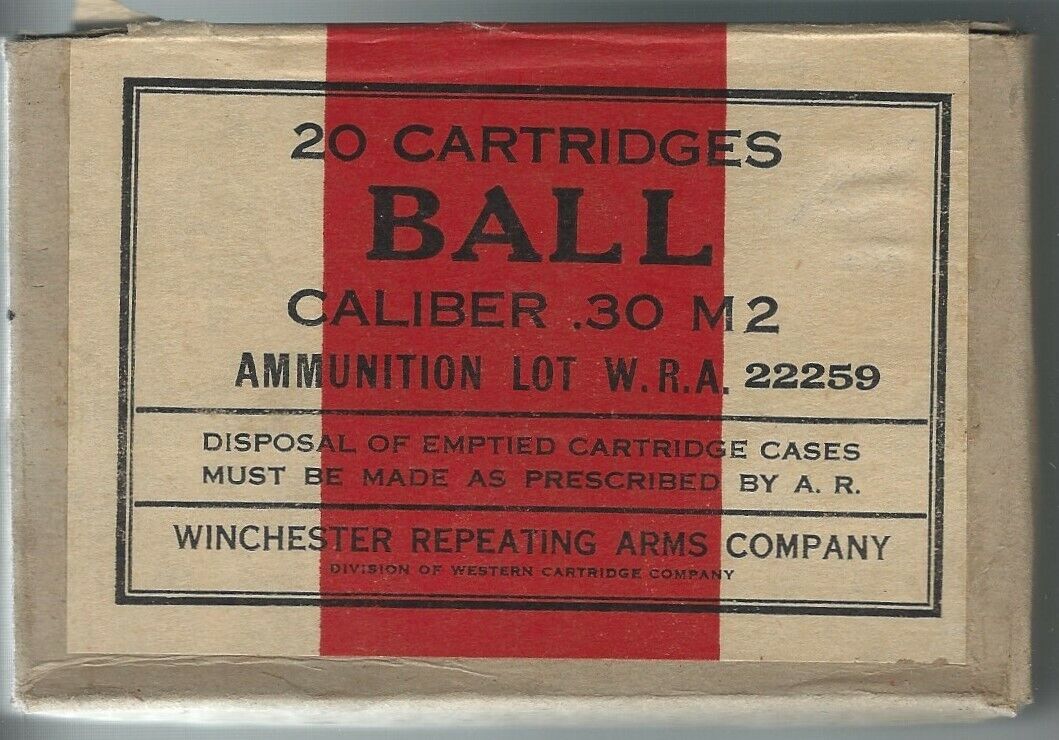 20 CARTRIDGES
BALL
CALIBER .30 M2
AMMUNITION LOT W.R.A. 22259
DISPOSAL OF EMPTIED CARTRIDGE CASES
MUST BE MADE AS PRESCRIBED BY A. R.
WINCHESTER REPEATING ARMS COMPANY
DIVISION OF WESTERN CARTRIDGE COMPANY